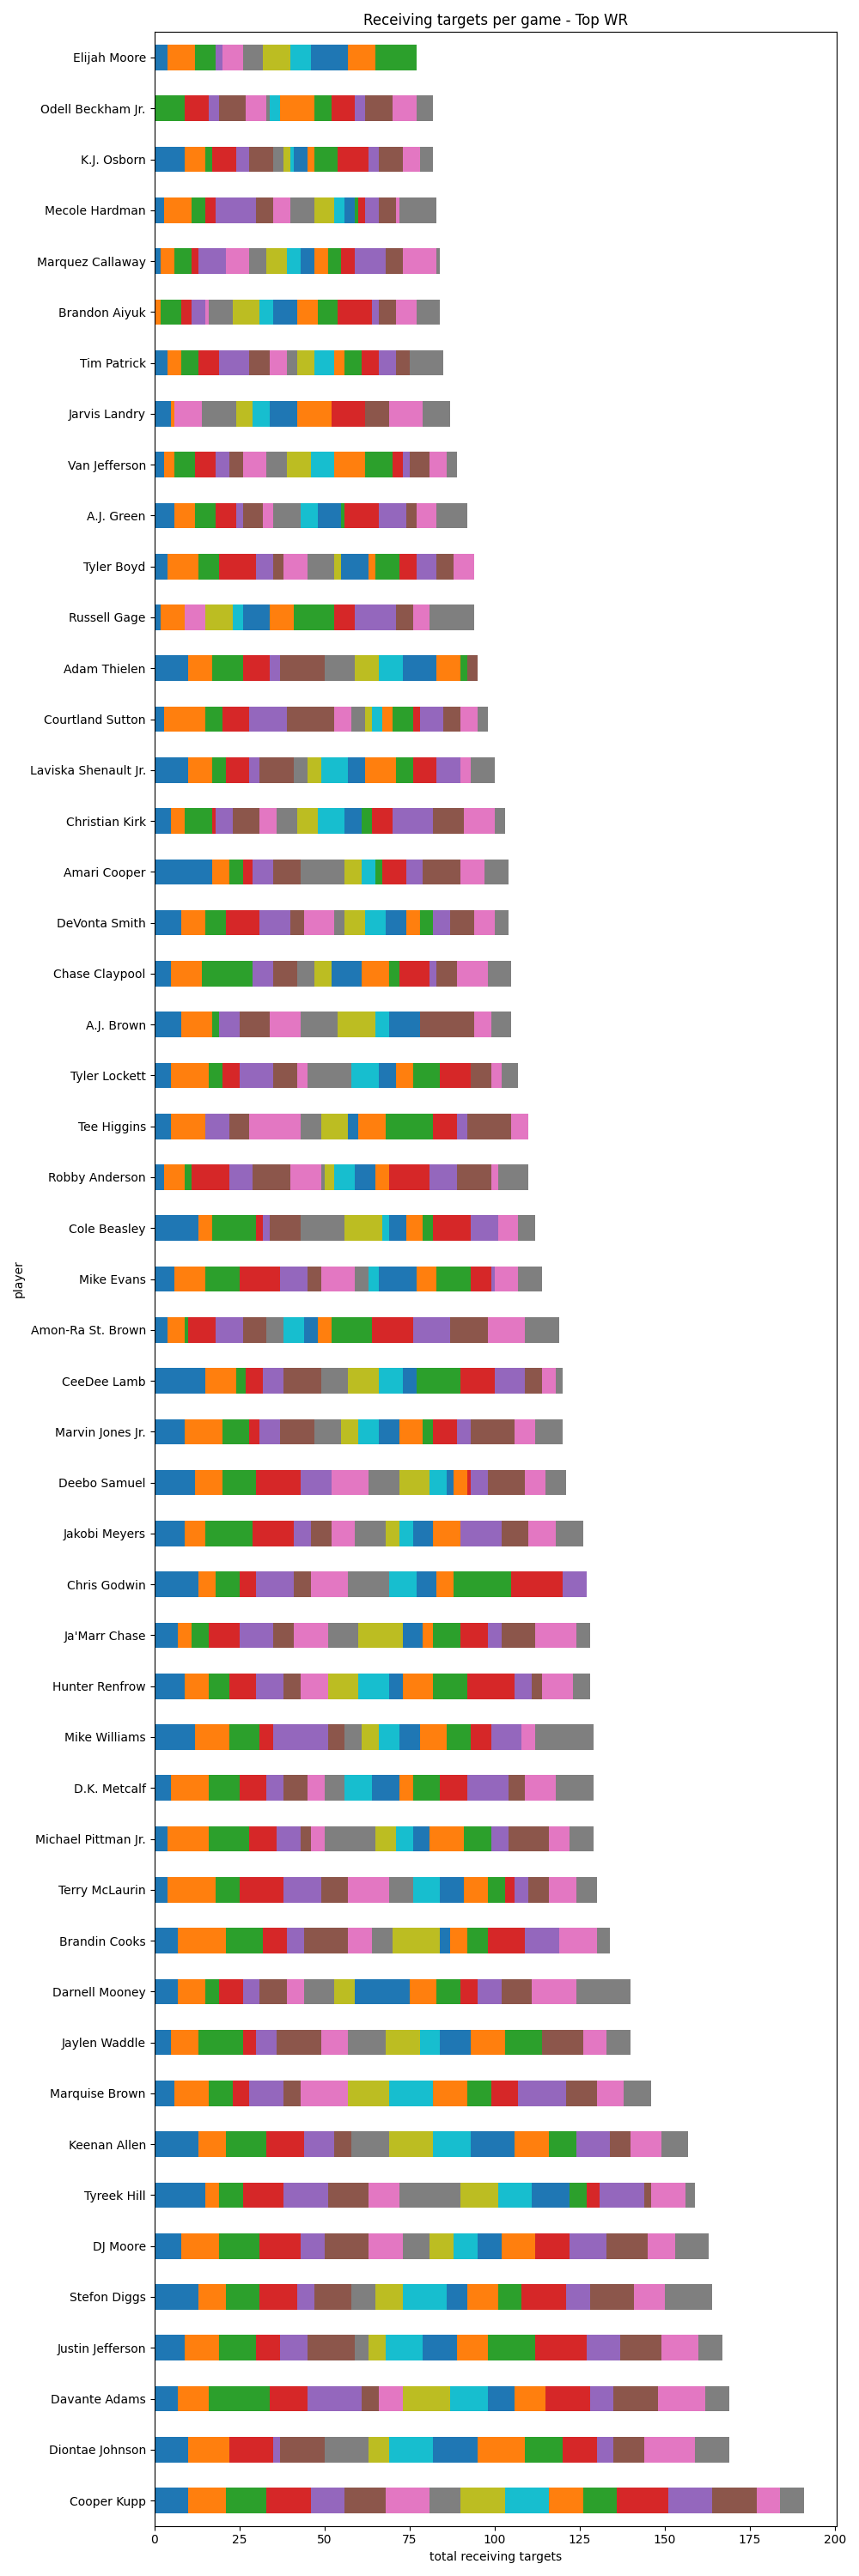 Receiving targets per game - Top WR
Elijah Moore
Odell Beckham Jr.
K.J. Osborn
Mecole Hardman
Marquez Callaway
Brandon Aiyuk
Tim Patrick
Jarvis Landry
Van Jefferson
A.J. Green
Tyler Boyd
Russell Gage
Adam Thielen
Courtland Sutton
Laviska Shenault Jr.
Christian Kirk
Amari Cooper
DeVonta Smith
Chase Claypool
A.J. Brown
Tyler Lockett
Tee Higgins
Robby Anderson
Cole Beasley
Mike Evans
Amon-Ra St. Brown
CeeDee Lamb
Marvin Jones Jr.
Deebo Samuel
Jakobi Meyers
Chris Godwin
Ja'Marr Chase
Hunter Renfrow
Mike Williams
D.K. Metcalf
Michael Pittman Jr.
Terry McLaurin
Brandin Cooks
Darnell Mooney
Jaylen Waddle
Marquise Brown
Keenan Allen
Tyreek Hill
DJ Moore
Stefon Diggs
Justin Jefferson
Davante Adams
Diontae Johnson
Cooper Kupp
player
0 25 50 75 100 125 150 175 200
total receiving targets